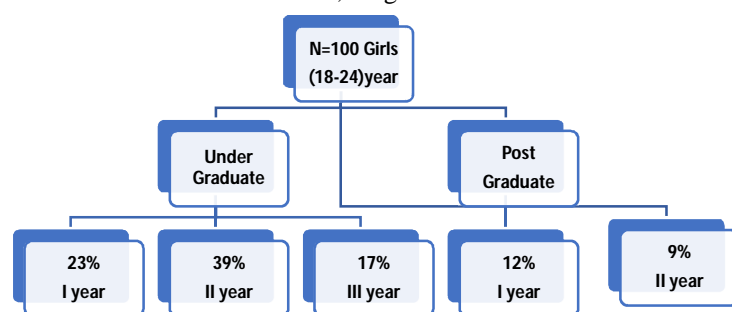 N=100 Girls
(18-24)year
Under
Graduate
Post
Graduate
23%
I year
39%
II year
17%
III year
12%
I year
9%
II year